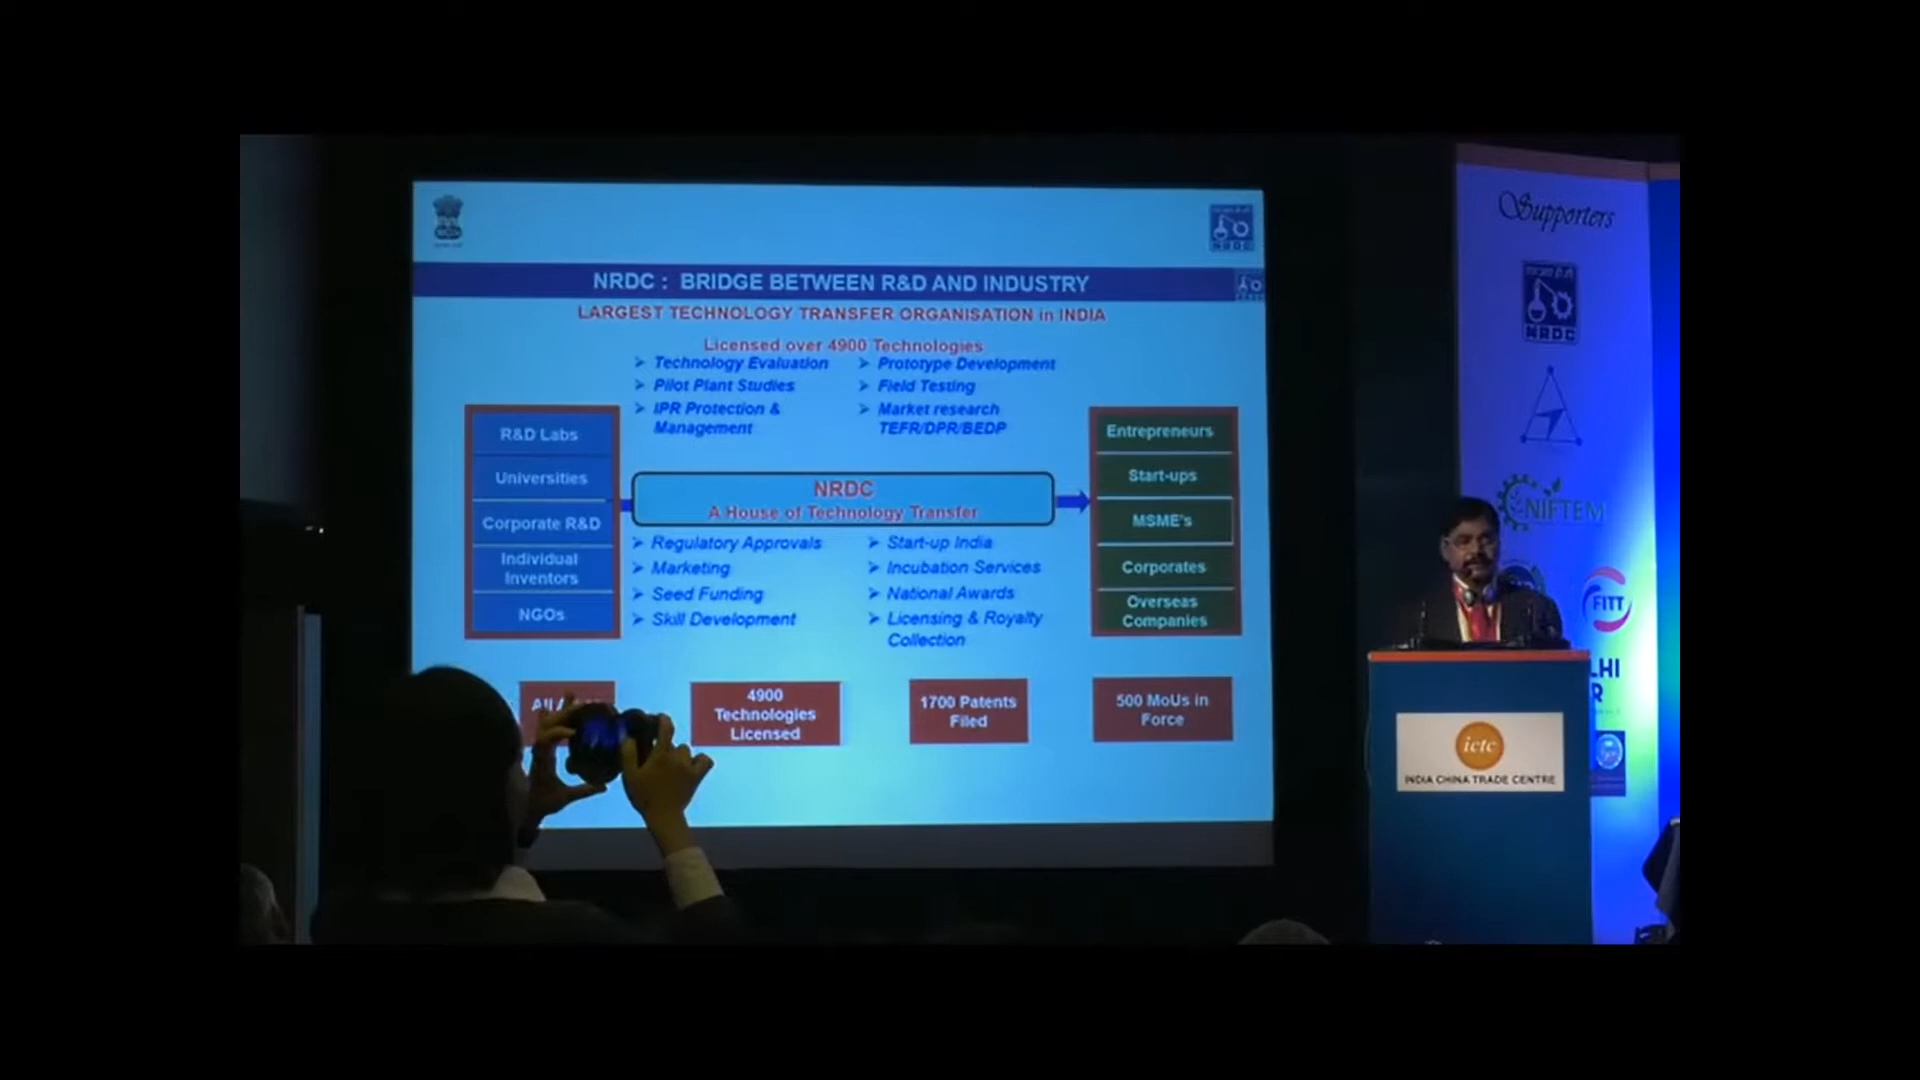 NRDC
NRDC : BRIDGE BETWEEN R&D AND INDUSTRY
LARGEST TECHNOLOGY TRANSFER ORGANISATION in INDIA
Licensed over 4900 Technologies
Technology Evaluation
Pilot Plant Studies
IPR Protection &
Management
Prototype Development
Field Testing
Market research
TEFR/DPR/BEDP
R&D Labs
Universities
Corporate R&D
Individual
Inventors
NGOs
NRDC
A House of Technology Transfer
Entrepreneurs
Start-ups
MSME's
Corporates
Overseas
Companies
Regulatory Approvals
Marketing
Seed Funding
Skill Development
Start-up India
Incubation Services
National Awards
Licensing & Royalty
Collection
4900
Technologies
Licensed
1700 Patents
Filed
500 MoUs in
Force
Supporters
NRDC
NIFTEM
FITT
LHI
R
ictc
INDIA CHINA TRADE CENTRE